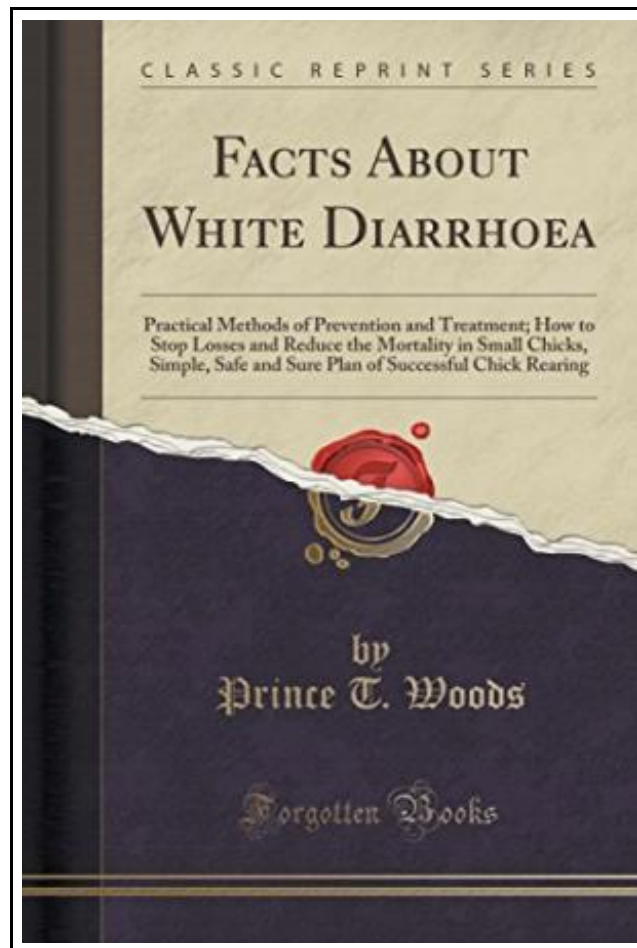 CLASSIC REPRINT SERIES
FACTS ABOUT
WHITE DIARRHOEA
Practical Methods of Prevention and Treatment; How to
Stop Losses and Reduce the Mortality in Small Chicks,
Simple, Safe and Sure Plan of Successful Chick Rearing
by
Prince T. Woods
Forgotten Books